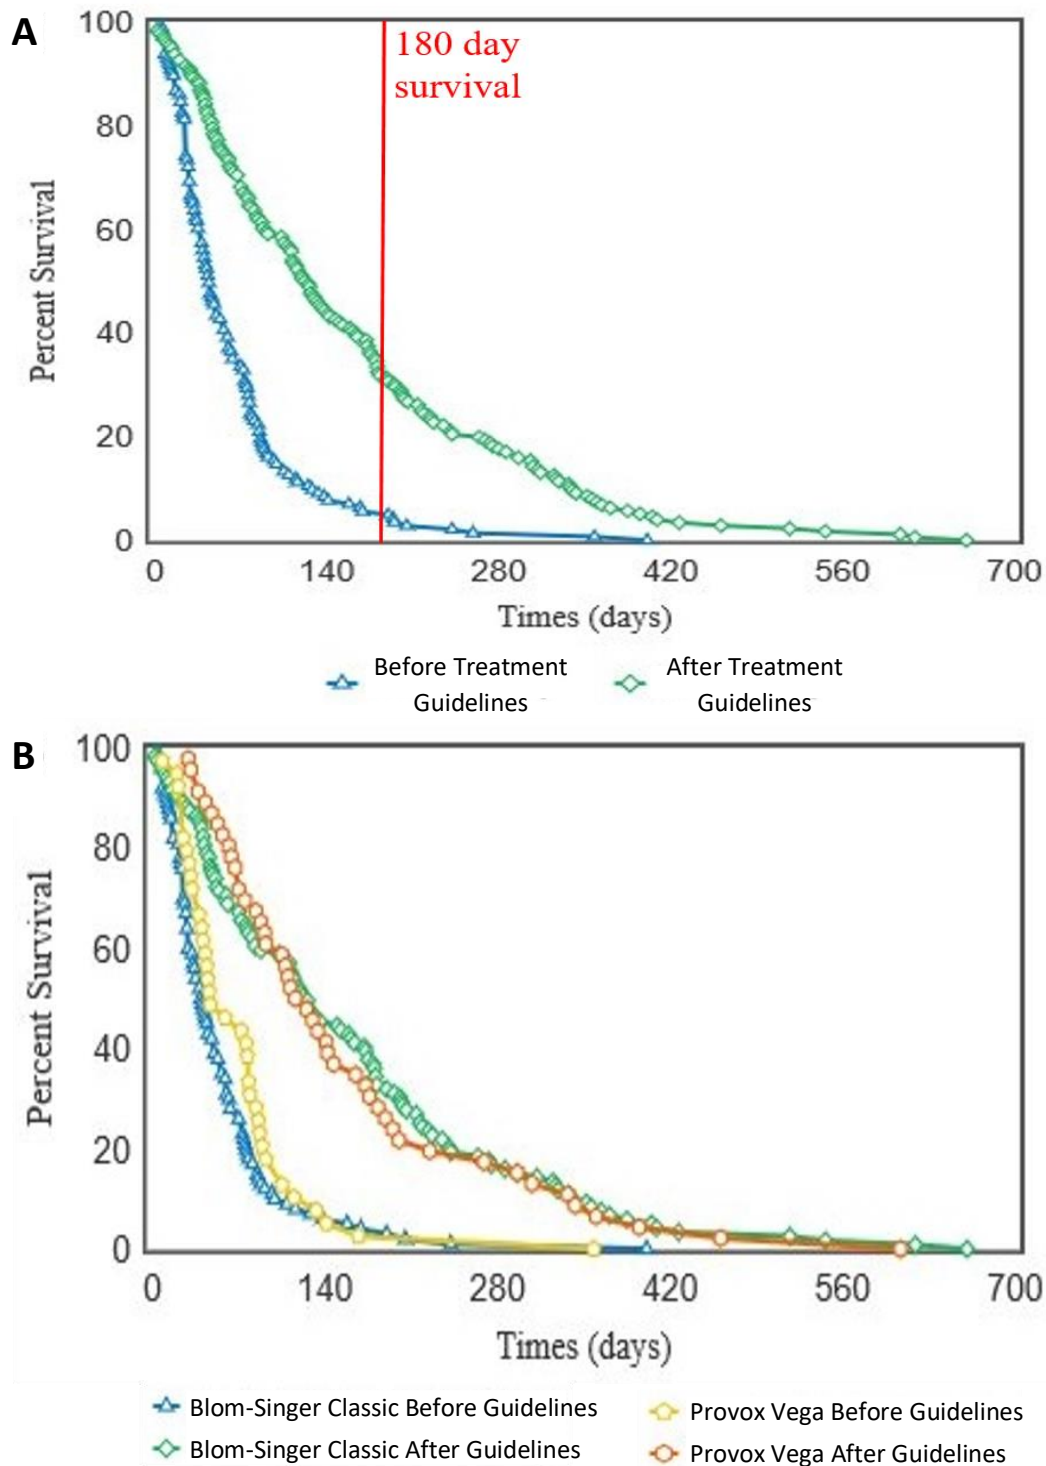 A
100
80
60
40
20
0
Percent Survival
180 day
survival
0 140 280 420 560 700
Times (days)
Before Treatment
Guidelines
After Treatment
Guidelines
B
100
80
60
40
20
0
Percent Survival
0 140 280 420 560 700
Times (days)
Blom-Singer Classic Before Guidelines
Provox Vega Before Guidelines
Blom-Singer Classic After Guidelines
Provox Vega After Guidelines